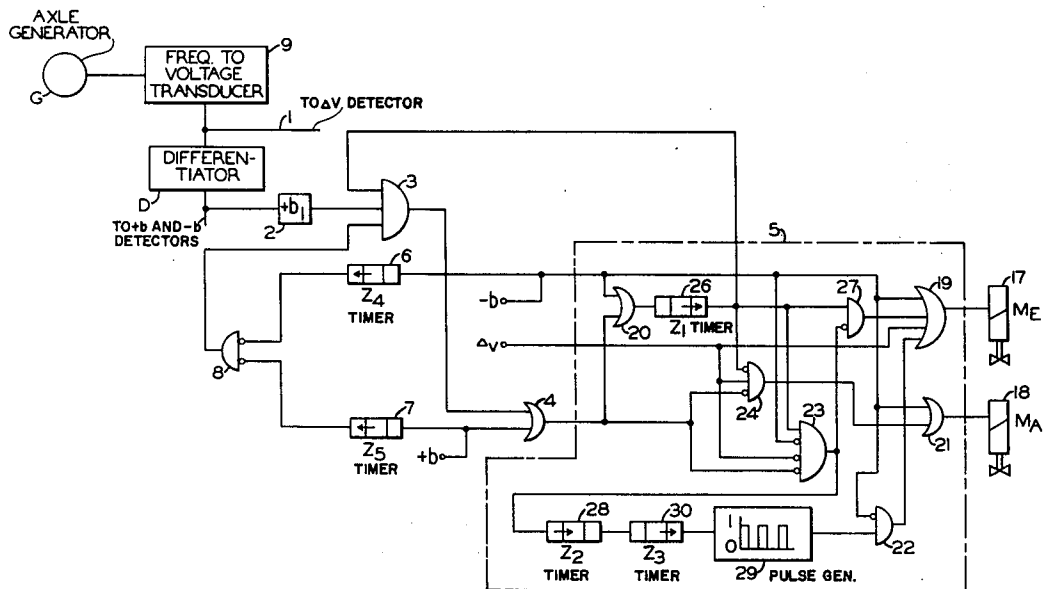 AXLE
GENERATOR
G
FREQ. TO
VOLTAGE
TRANSDUCER
9
1
TO ΔV DETECTOR
DIFFEREN-
TIATOR
D
TO +b AND -b
DETECTORS
+b1
2
3
6
Z4
TIMER
8
7
Z5
TIMER
-b
ΔV
+b
4
5
20
26
Z1 TIMER
27
19
17
ME
24
23
18
MA
21
22
28
Z2
TIMER
30
Z3
TIMER
1
0
29
PULSE GEN.